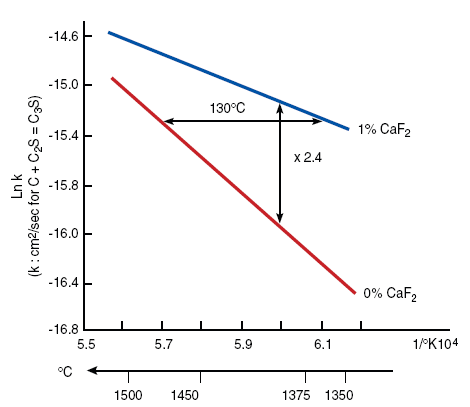 -14.6
-15.0
-15.4
-15.8
-16.0
-16.4
-16.8
Ln k
(k : cm²/sec for C + C₂S = C₃S)
130°C
1% CaF₂
x 2.4
0% CaF₂
5.5 5.7 5.9 6.1 1/°K10⁴
°C
1500 1450 1375 1350